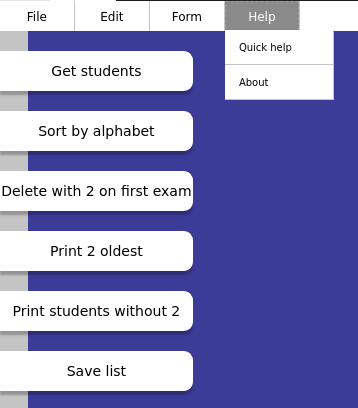 File Edit Form Help
Quick help
About
Get students
Sort by alphabet
Delete with 2 on first exam
Print 2 oldest
Print students without 2
Save list